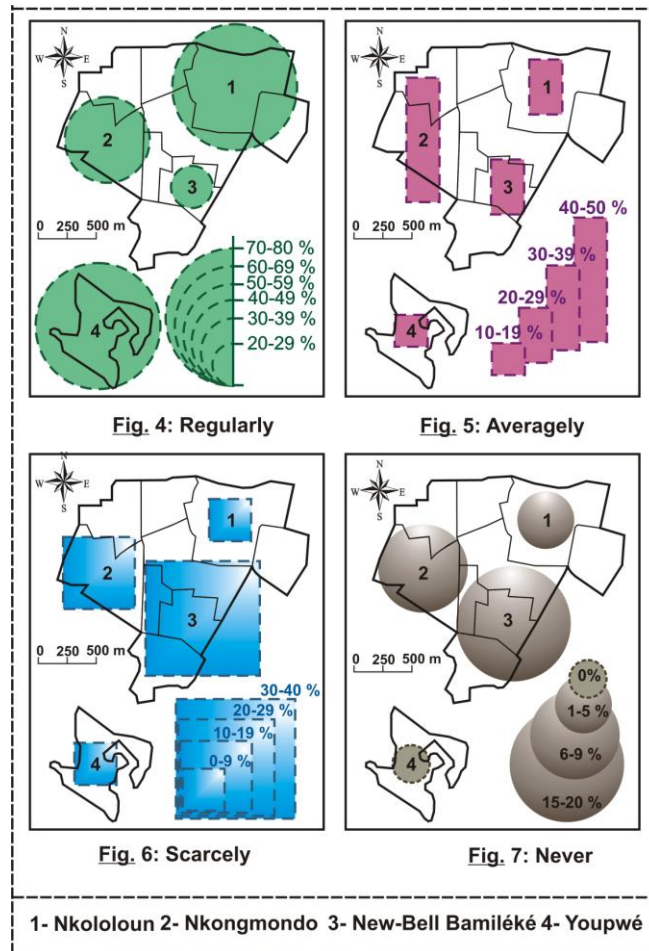 N
W E
S
1
2
3
0 250 500 m
4
70-80 %
60-69 %
50-59 %
40-49 %
30-39 %
20-29 %
Fig. 4: Regularly
N
W E
S
1
2
3
0 250 500 m
4
40-50 %
30-39 %
20-29 %
10-19 %
Fig. 5: Averagely
N
W E
S
1
2
3
0 250 500 m
4
30-40 %
20-29 %
10-19 %
0-9 %
Fig. 6: Scarcely
N
W E
S
1
2
3
0 250 500 m
4
0%
1-5 %
6-9 %
15-20 %
Fig. 7: Never
1- Nkololoun 2- Nkongmondo 3- New-Bell Bamiléké 4- Youpwé